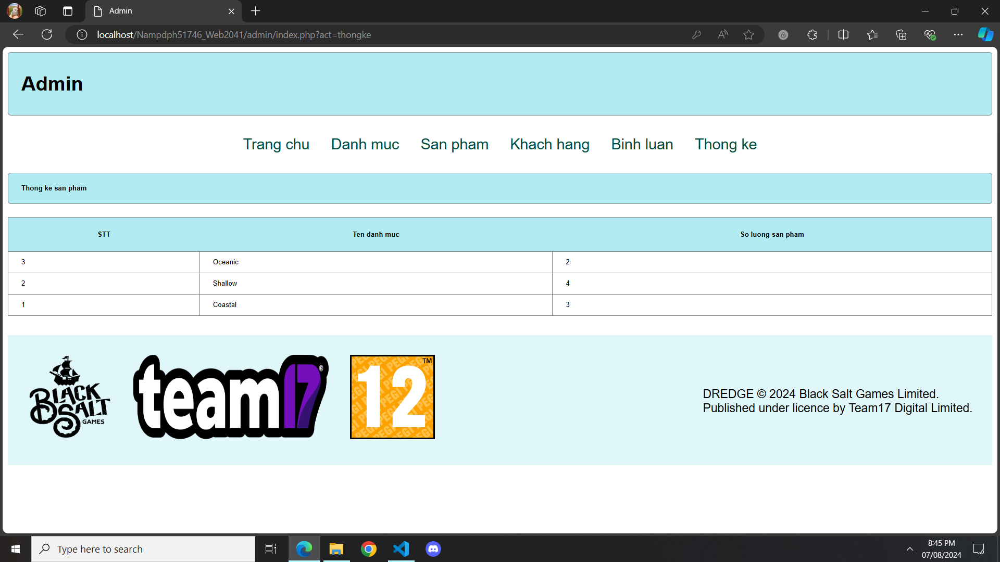 Admin
localhost/Nampdph51746_Web2041/admin/index.php?act=thongke
Admin
Trang chu Danh muc San pham Khach hang Binh luan Thong ke
Thong ke san pham
STT Ten danh muc So luong san pham
3 Oceanic 2
2 Shallow 4
1 Coastal 3
BLACK
SALT
GAMES
team17®
12 TM
PEGI
DREDGE © 2024 Black Salt Games Limited.
Published under licence by Team17 Digital Limited.
Type here to search
8:45 PM
07/08/2024